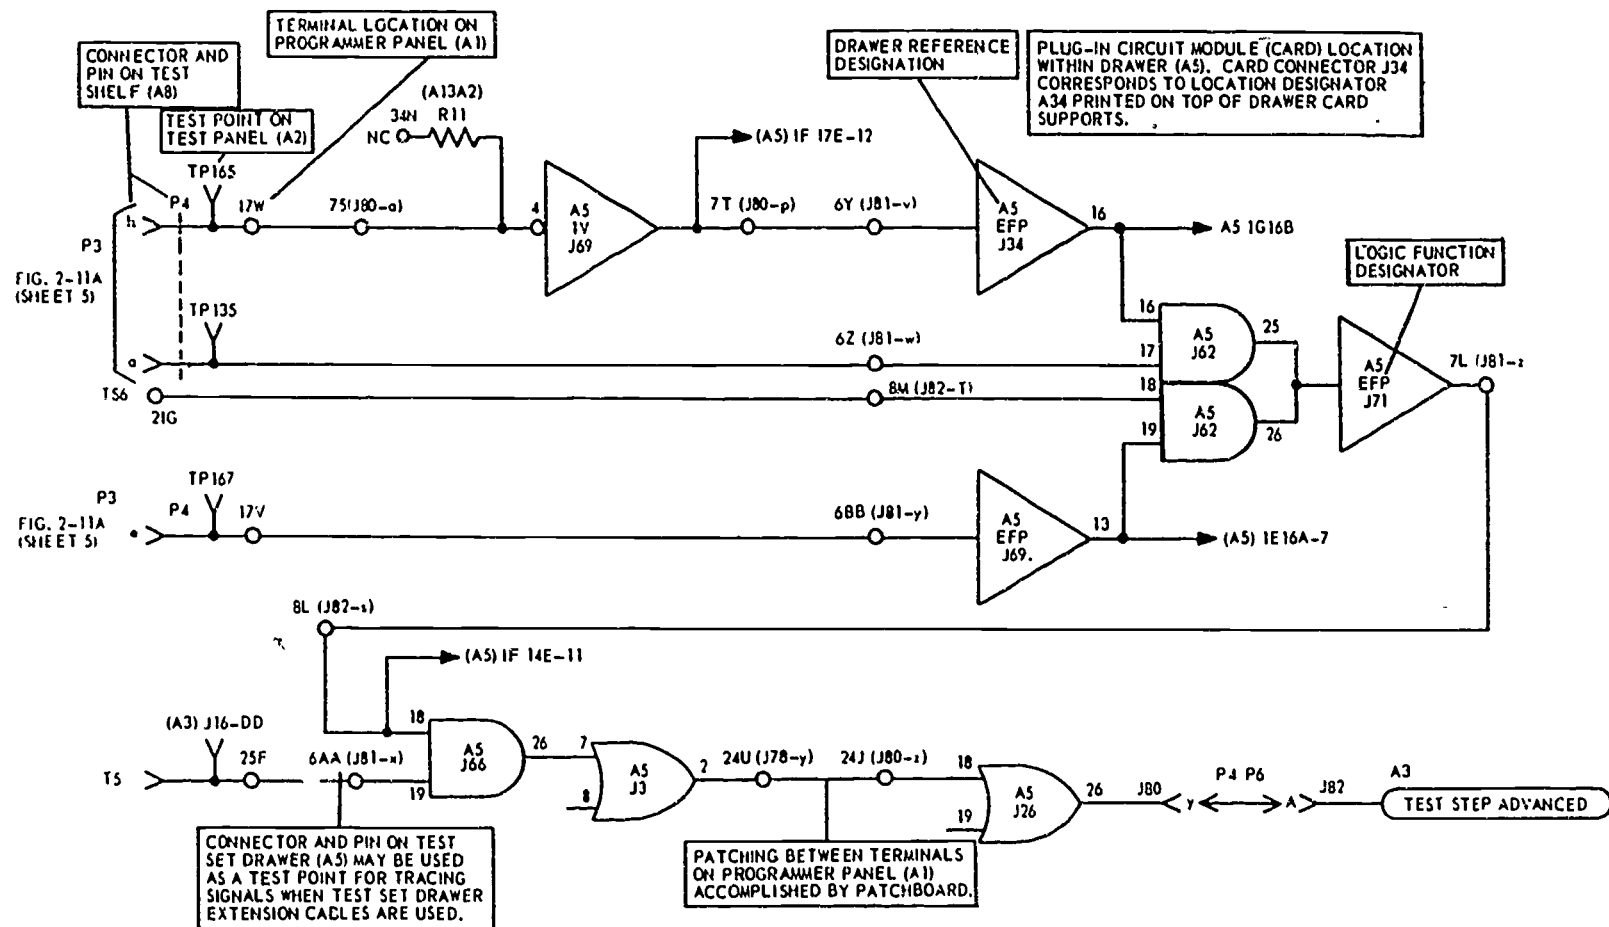 TERMINAL LOCATION ON
PROGRAMMER PANEL (A1)
CONNECTOR AND
PIN ON TEST
SHELF (A8)
TEST POINT ON
TEST PANEL (A2)
DRAWER REFERENCE
DESIGNATION
PLUG-IN CIRCUIT MODULE (CARD) LOCATION
WITHIN DRAWER (A5). CARD CONNECTOR J34
CORRESPONDS TO LOCATION DESIGNATOR
A34 PRINTED ON TOP OF DRAWER CARD
SUPPORTS.
(A13A2)
34N R11
NC
(A5) 1F 17E-12
TP165
h P4 17W 75(J80-a) 4
A5
1V
J69
7T (J80-p) 6Y (J81-v)
A5
EFP
J34
16
A5 1G16B
P3
FIG. 2-11A
(SHEET 5)
LOGIC FUNCTION
DESIGNATOR
TP135
a 6Z (J81-w)
16
17
A5
J62
25
TS6 21G 8M (J82-T)
18
19
A5
J62
26
A5
EFP
J71
7L (J81-z
P3
FIG. 2-11A
(SHEET 5)
TP167
e P4 17V 6BB (J81-y)
A5
EFP
J69.
13
(A5) 1E16A-7
8L (J82-s)
(A5) 1F 14E-11
(A3) J16-DD
T5 25F 6AA (J81-x)
18
19
A5
J66
26
7
8
A5
J3
2
24U (J78-y) 24J (J80-z)
18
19
A5
J26
26
J80 y P4 P6 A J82
A3
TEST STEP ADVANCED
CONNECTOR AND PIN ON TEST
SET DRAWER (A5) MAY BE USED
AS A TEST POINT FOR TRACING
SIGNALS WHEN TEST SET DRAWER
EXTENSION CABLES ARE USED.
PATCHING BETWEEN TERMINALS
ON PROGRAMMER PANEL (A1)
ACCOMPLISHED BY PATCHBOARD.